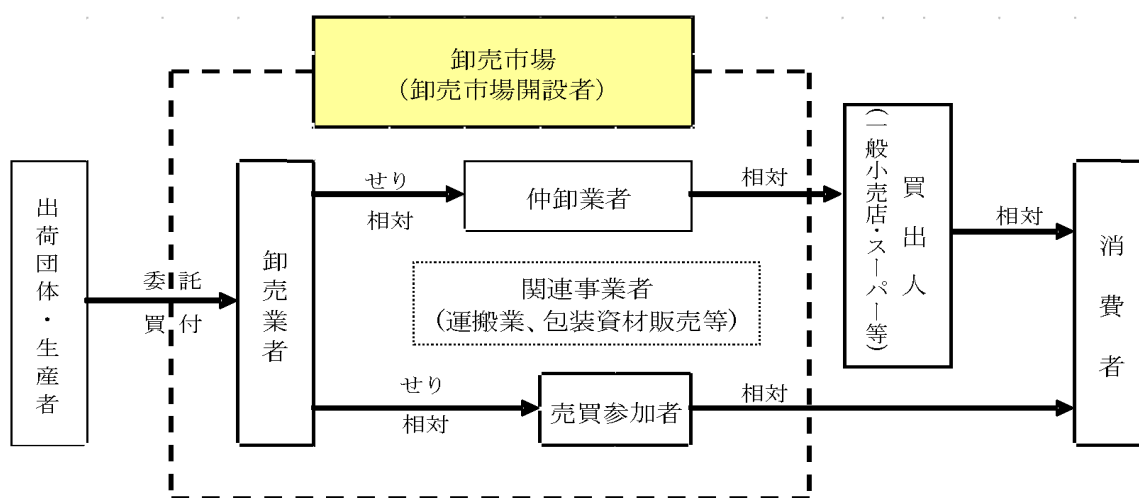 卸売市場
（卸売市場開設者）
出荷団体・生産者
委託
買付
卸売業者
せり
相対
仲卸業者
相対
買出人
（一般小売店・スーパー等）
相対
消費者
関連事業者
(運搬業、包装資材販売等)
せり
相対
売買参加者
相対